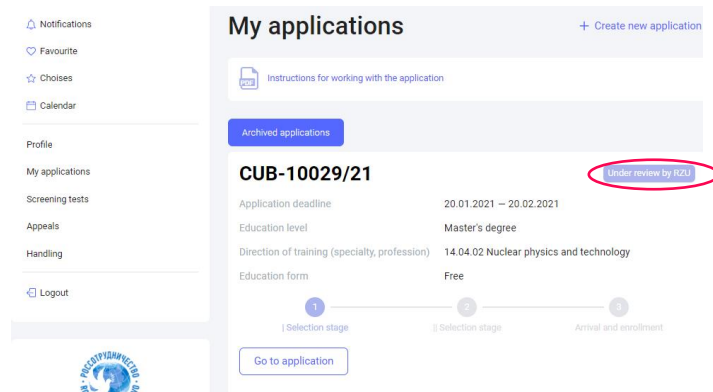 Notifications
Favourite
Choises
Calendar
Profile
My applications
Screening tests
Appeals
Handling
Logout
РОССОТРУДНИЧЕСТВО
My applications
+ Create new application
PDF
Instructions for working with the application
Archived applications
CUB-10029/21
Under review by RZU
Application deadline 20.01.2021 — 20.02.2021
Education level Master's degree
Direction of training (specialty, profession) 14.04.02 Nuclear physics and technology
Education form Free
1 2 3
| Selection stage || Selection stage Arrival and enrollment
Go to application